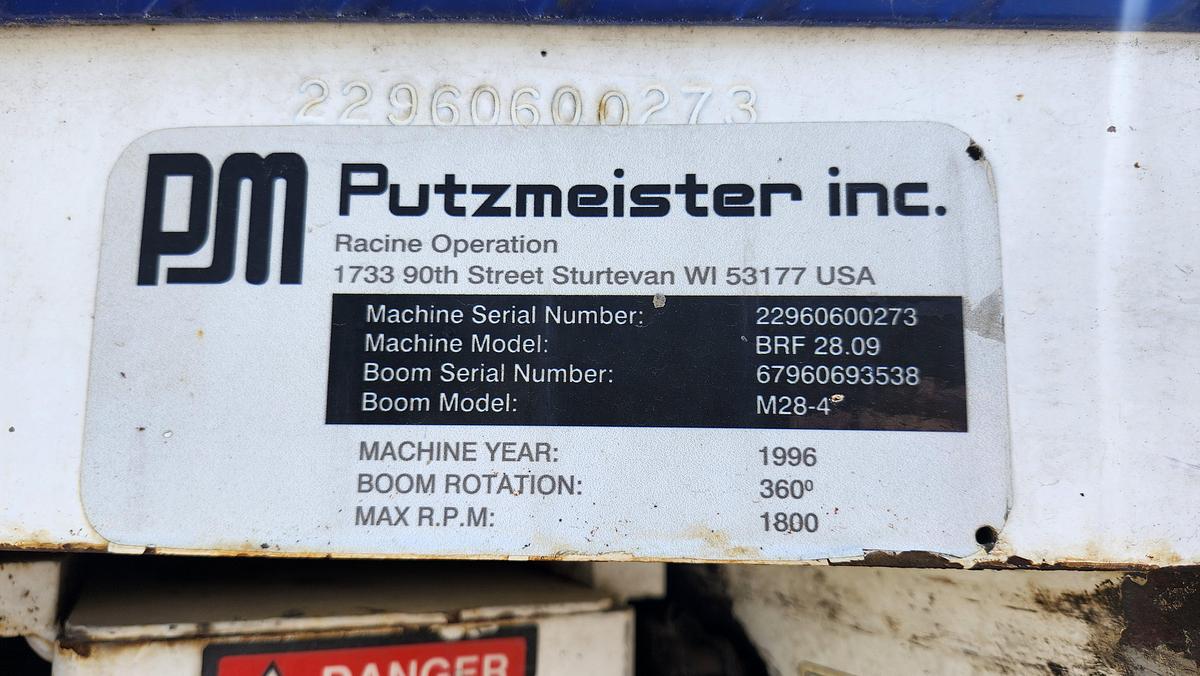 22960600273
PM Putzmeister inc.
Racine Operation
1733 90th Street Sturtevan WI 53177 USA
Machine Serial Number: 22960600273
Machine Model: BRF 28.09
Boom Serial Number: 67960693538
Boom Model: M28-4
MACHINE YEAR: 1996
BOOM ROTATION: 360º
MAX R.P.M: 1800
DANGER